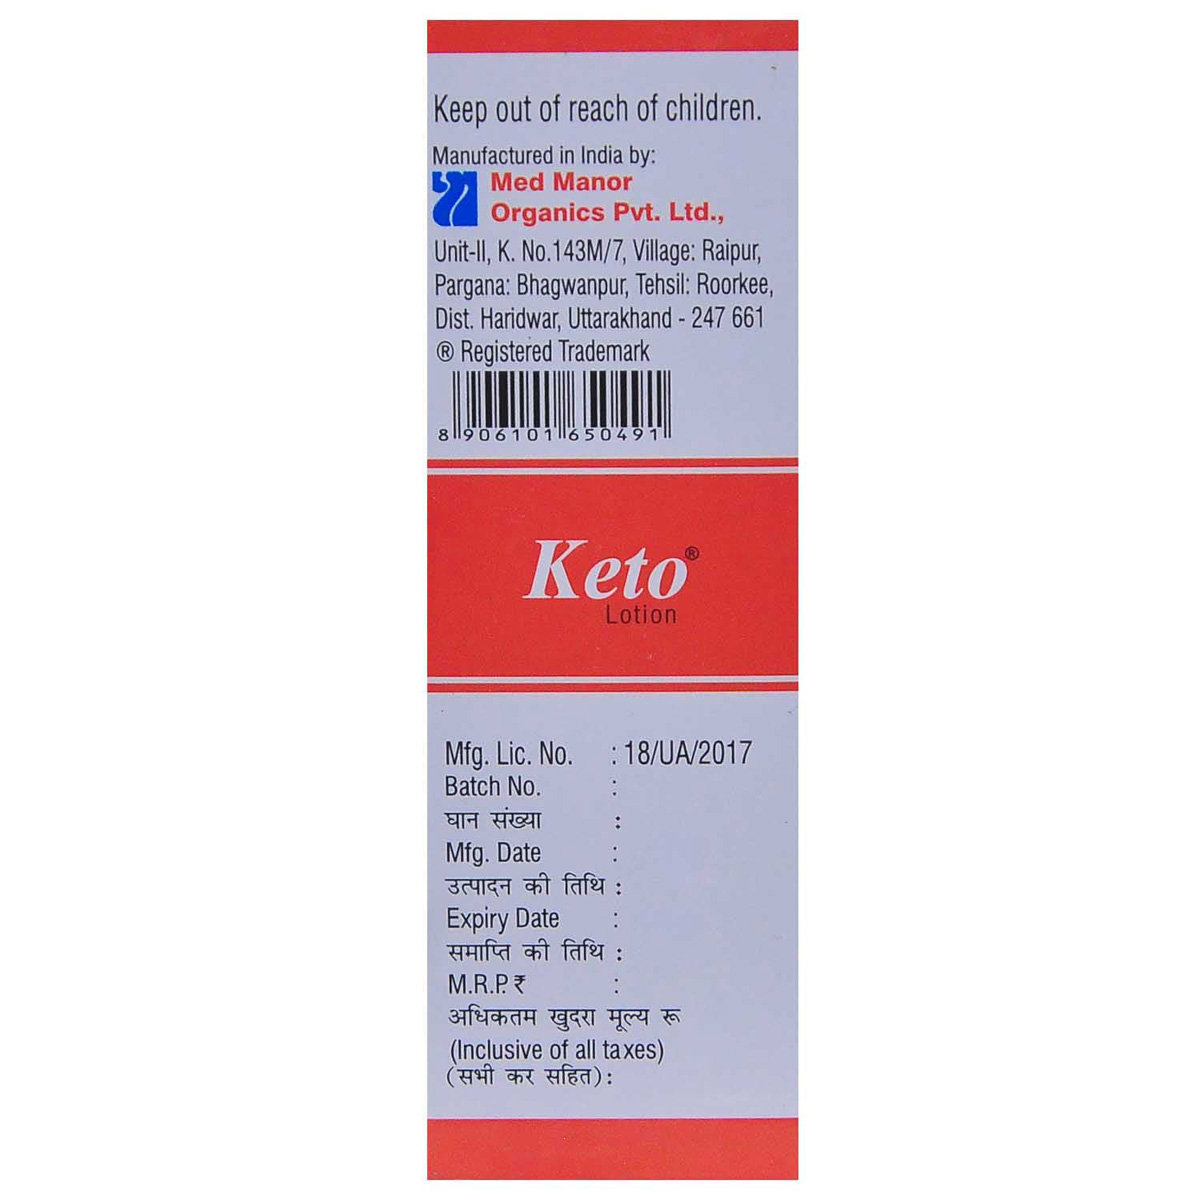 Keep out of reach of children.
Manufactured in India by:
Med Manor
Organics Pvt. Ltd.,
Unit-II, K. No.143M/7, Village: Raipur,
Pargana: Bhagwanpur, Tehsil: Roorkee,
Dist. Haridwar, Uttarakhand - 247 661
® Registered Trademark
8 906101 650491
Keto®
Lotion
Mfg. Lic. No. : 18/UA/2017
Batch No. :
घान संख्या :
Mfg. Date :
उत्पादन की तिथि :
Expiry Date :
समाप्ति की तिथि :
M.R.P. ₹ :
अधिकतम खुदरा मूल्य रू
(Inclusive of all taxes)
(सभी कर सहित) :